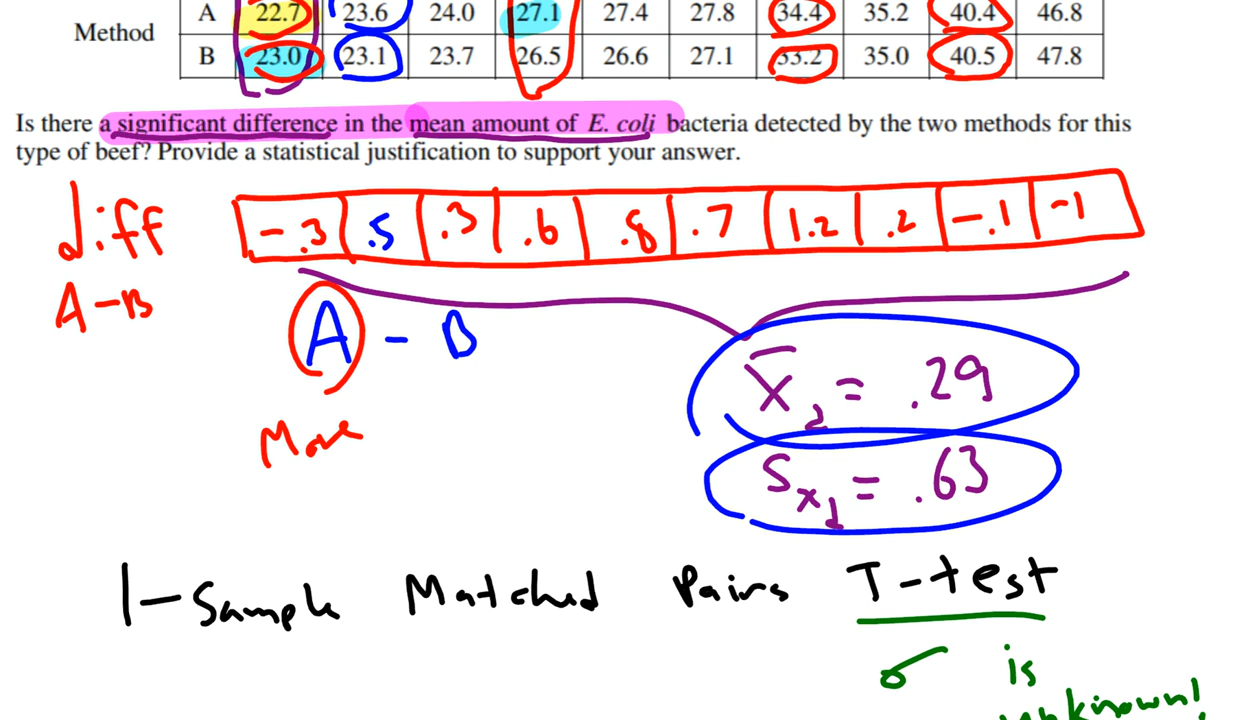 Method
A 22.7 23.6 24.0 27.1 27.4 27.8 34.4 35.2 40.4 46.8
B 23.0 23.1 23.7 26.5 26.6 27.1 33.2 35.0 40.5 47.8
Is there a significant difference in the mean amount of E. coli bacteria detected by the two methods for this
type of beef? Provide a statistical justification to support your answer.
diff -.3 .5 .3 .6 .8 .7 1.2 .2 -.1 -1
A-B
A - B
x̄ = .29
More
Sx = .63
1-Sample Matched Pairs T-test
σ is
unknown!